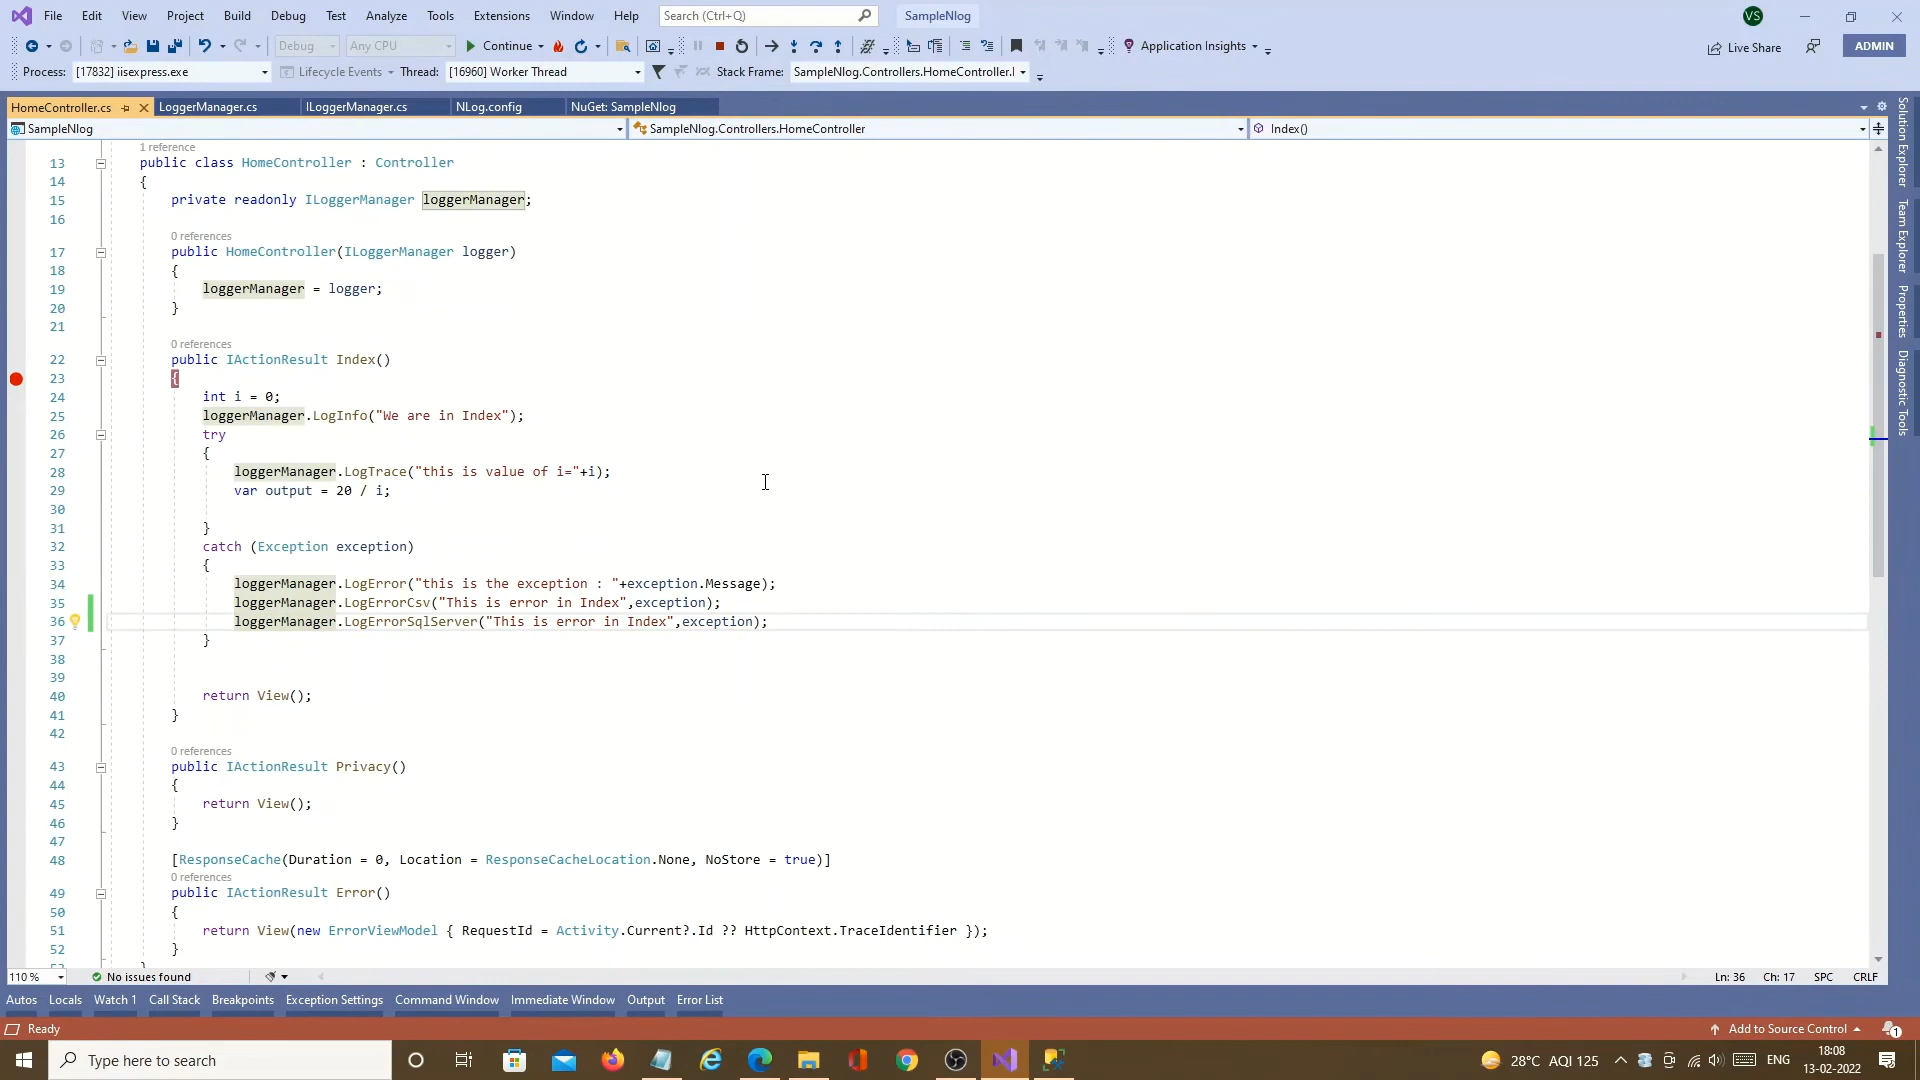 File Edit View Project Build Debug Test Analyze Tools Extensions Window Help Search (Ctrl+Q) SampleNlog VS
Debug Any CPU Continue Application Insights Live Share ADMIN
Process: [17832] iisexpress.exe Lifecycle Events Thread: [16960] Worker Thread Stack Frame: SampleNlog.Controllers.HomeController.I
HomeController.cs LoggerManager.cs ILoggerManager.cs NLog.config NuGet: SampleNlog
SampleNlog SampleNlog.Controllers.HomeController Index()
1 reference
13 public class HomeController : Controller
14 {
15 private readonly ILoggerManager loggerManager;
16
0 references
17 public HomeController(ILoggerManager logger)
18 {
19 loggerManager = logger;
20 }
21
0 references
22 public IActionResult Index()
23 {
24 int i = 0;
25 loggerManager.LogInfo("We are in Index");
26 try
27 {
28 loggerManager.LogTrace("this is value of i="+i);
29 var output = 20 / i;
30
31 }
32 catch (Exception exception)
33 {
34 loggerManager.LogError("this is the exception : "+exception.Message);
35 loggerManager.LogErrorCsv("This is error in Index",exception);
36 loggerManager.LogErrorSqlServer("This is error in Index",exception);
37 }
38
39
40 return View();
41 }
42
0 references
43 public IActionResult Privacy()
44 {
45 return View();
46 }
47
48 [ResponseCache(Duration = 0, Location = ResponseCacheLocation.None, NoStore = true)]
0 references
49 public IActionResult Error()
50 {
51 return View(new ErrorViewModel { RequestId = Activity.Current?.Id ?? HttpContext.TraceIdentifier });
52 }
Solution Explorer
Team Explorer
Properties
Diagnostic Tools
110 % No issues found Ln: 36 Ch: 17 SPC CRLF
Autos Locals Watch 1 Call Stack Breakpoints Exception Settings Command Window Immediate Window Output Error List
Ready Add to Source Control 1
Type here to search 28°C AQI 125 ENG 18:08
13-02-2022